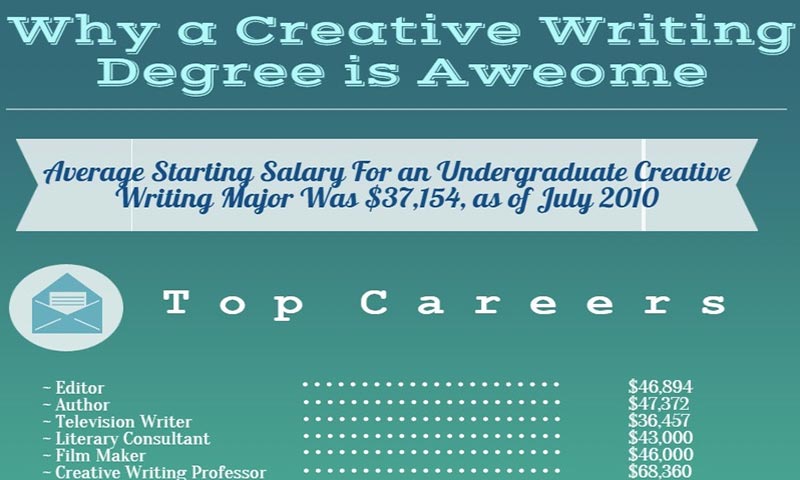 Why a Creative Writing
Degree is Aweome
Average Starting Salary For an Undergraduate Creative
Writing Major Was $37,154, as of July 2010
Top Careers
~ Editor $46,894
~ Author $47,372
~ Television Writer $36,457
~ Literary Consultant $43,000
~ Film Maker $46,000
~ Creative Writing Professor $68,360